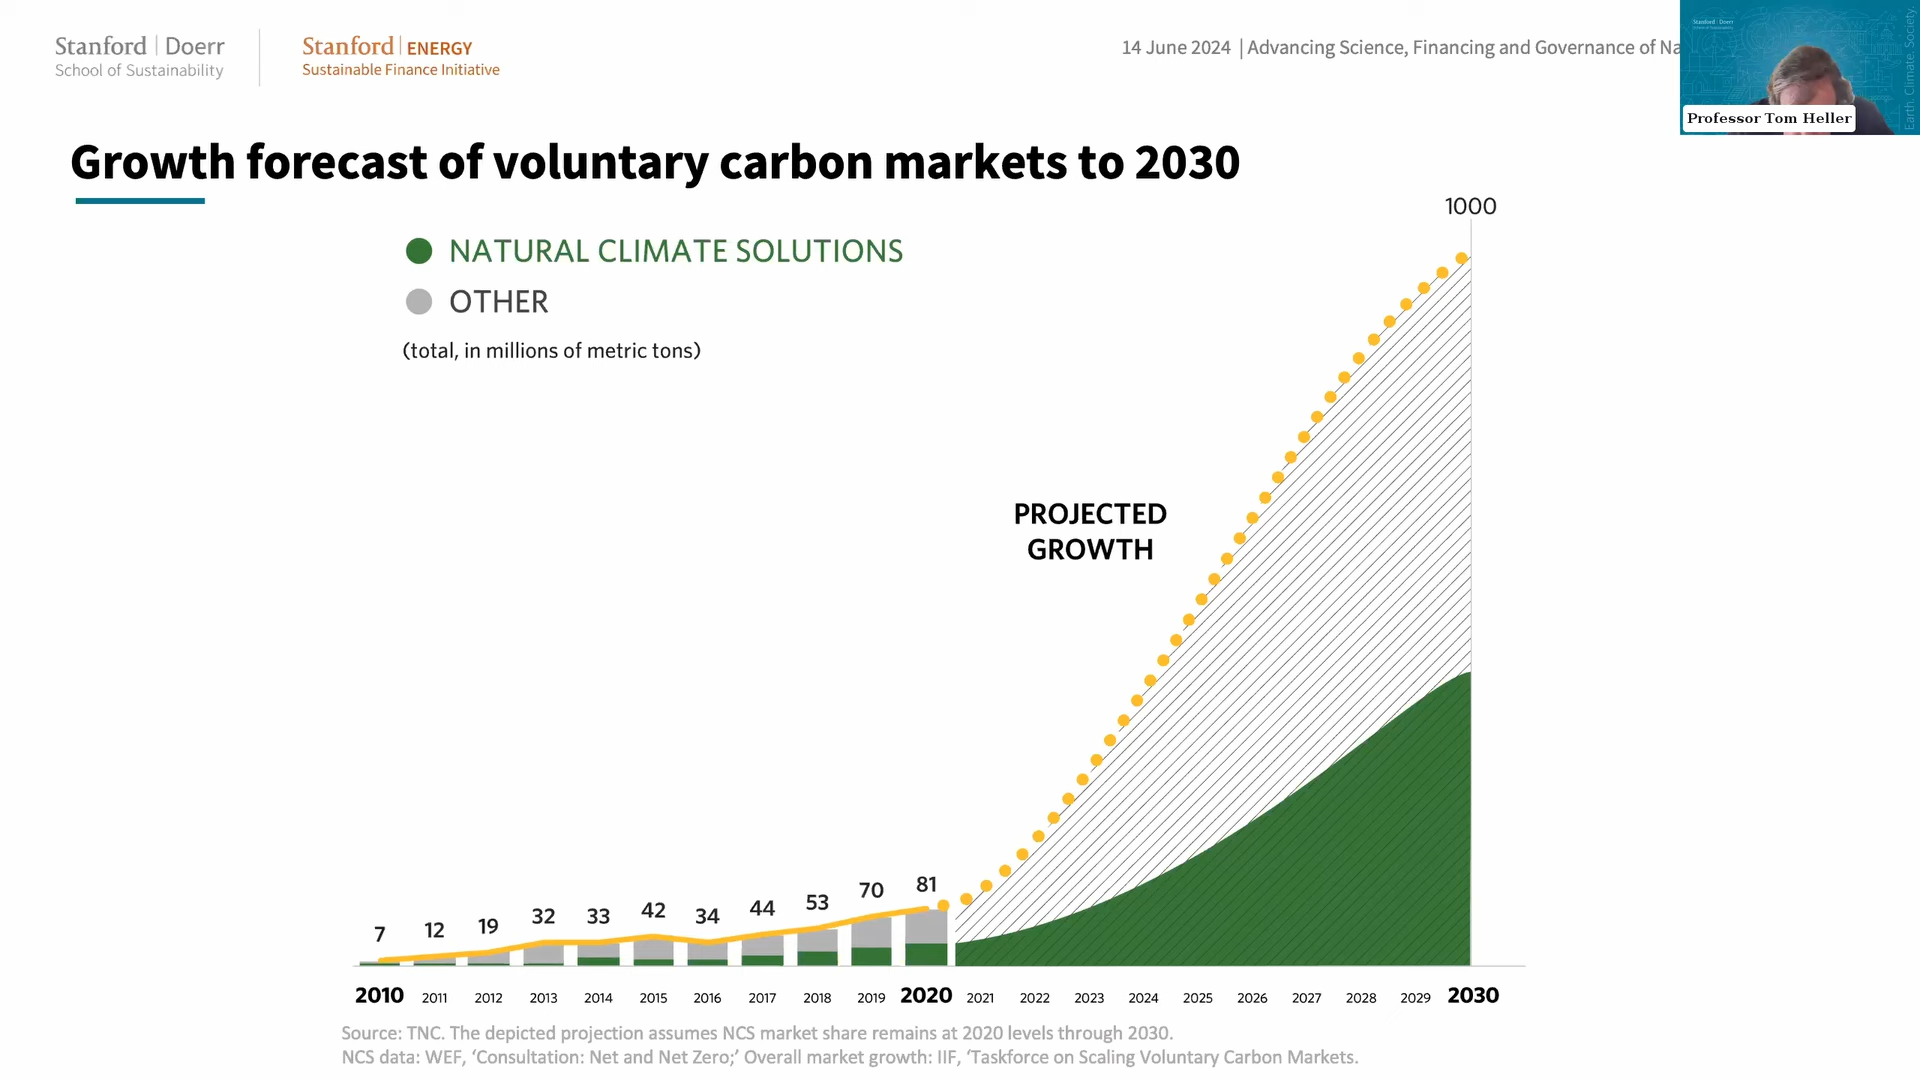 Stanford | Doerr
School of Sustainability
Stanford | ENERGY
Sustainable Finance Initiative
14 June 2024 | Advancing Science, Financing and Governance of Na
Stanford | Doerr
Earth. Climate. Society.
Professor Tom Heller
Growth forecast of voluntary carbon markets to 2030
1000
NATURAL CLIMATE SOLUTIONS
OTHER
(total, in millions of metric tons)
PROJECTED
GROWTH
7 12 19 32 33 42 34 44 53 70 81
2010 2011 2012 2013 2014 2015 2016 2017 2018 2019 2020 2021 2022 2023 2024 2025 2026 2027 2028 2029 2030
Source: TNC. The depicted projection assumes NCS market share remains at 2020 levels through 2030.
NCS data: WEF, ‘Consultation: Net and Net Zero;’ Overall market growth: IIF, ‘Taskforce on Scaling Voluntary Carbon Markets.